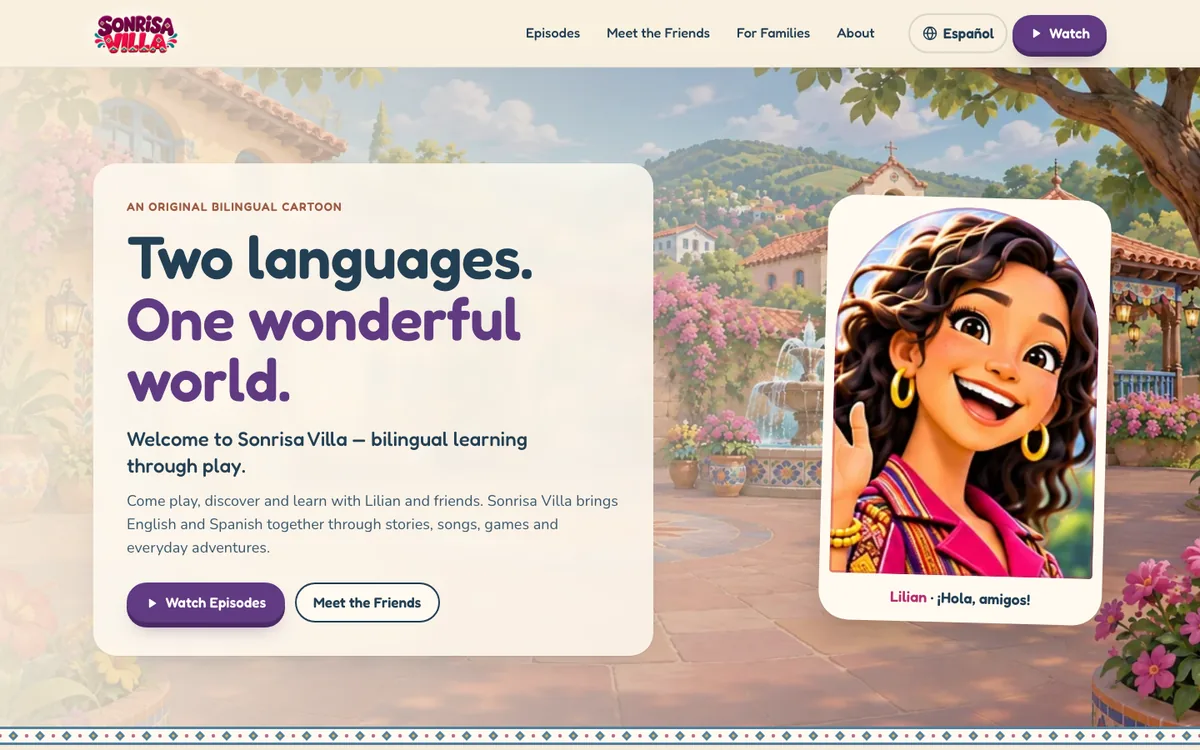 SONRISA
VILLA
Episodes
Meet the Friends
For Families
About
Español
Watch
AN ORIGINAL BILINGUAL CARTOON
Two languages.
One wonderful
world.
Welcome to Sonrisa Villa — bilingual learning
through play.
Come play, discover and learn with Lilian and friends. Sonrisa Villa brings
English and Spanish together through stories, songs, games and
everyday adventures.
Watch Episodes
Meet the Friends
Lilian · ¡Hola, amigos!